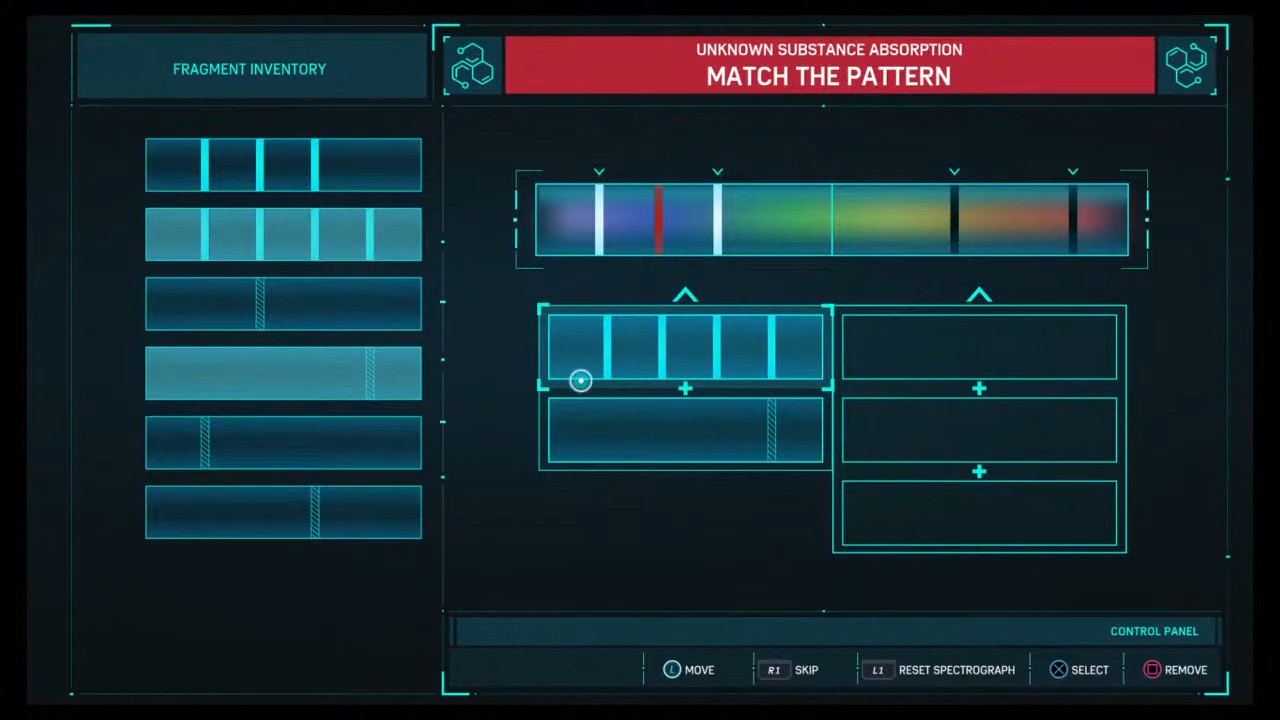 FRAGMENT INVENTORY
UNKNOWN SUBSTANCE ABSORPTION
MATCH THE PATTERN
CONTROL PANEL
L MOVE
R1 SKIP
L1 RESET SPECTROGRAPH
SELECT
REMOVE